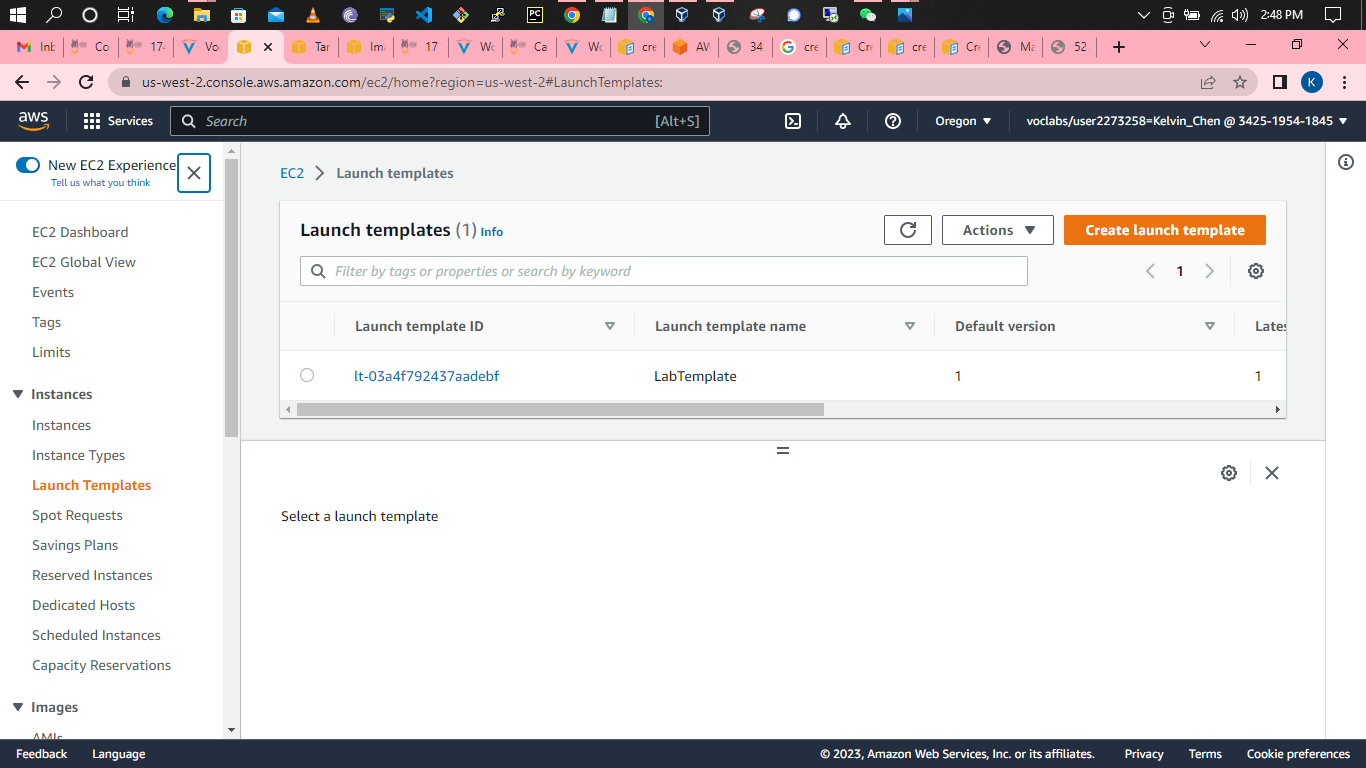 2:48 PM
Inb
Co
17-
Vo
Tar
Ima
17
Wo
Ca
Wo
cre
AW
34.
cre
Cre
cre
Cre
Ma
52.
us-west-2.console.aws.amazon.com/ec2/home?region=us-west-2#LaunchTemplates:
K
aws
Services
Search
[Alt+S]
Oregon
voclabs/user2273258=Kelvin_Chen @ 3425-1954-1845
New EC2 Experience
Tell us what you think
EC2 Dashboard
EC2 Global View
Events
Tags
Limits
Instances
Instances
Instance Types
Launch Templates
Spot Requests
Savings Plans
Reserved Instances
Dedicated Hosts
Scheduled Instances
Capacity Reservations
Images
AMIs
EC2 > Launch templates
Launch templates (1) Info
Actions
Create launch template
Filter by tags or properties or search by keyword
1
Launch template ID
Launch template name
Default version
Lates
lt-03a4f792437aadebf
LabTemplate
1
1
Select a launch template
Feedback
Language
© 2023, Amazon Web Services, Inc. or its affiliates.
Privacy
Terms
Cookie preferences